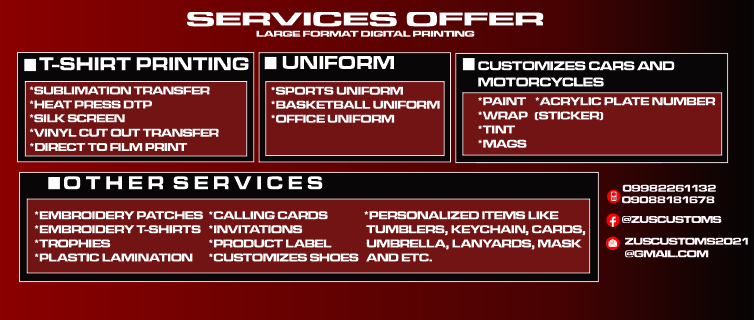 SERVICES OFFER
LARGE FORMAT DIGITAL PRINTING
T-SHIRT PRINTING
*SUBLIMATION TRANSFER
*HEAT PRESS DTP
*SILK SCREEN
*VINYL CUT OUT TRANSFER
*DIRECT TO FILM PRINT
UNIFORM
*SPORTS UNIFORM
*BASKETBALL UNIFORM
*OFFICE UNIFORM
CUSTOMIZES CARS AND
MOTORCYCLES
*PAINT *ACRYLIC PLATE NUMBER
*WRAP (STICKER)
*TINT
*MAGS
OTHER SERVICES
*EMBROIDERY PATCHES
*EMBROIDERY T-SHIRTS
*TROPHIES
*PLASTIC LAMINATION
*CALLING CARDS
*INVITATIONS
*PRODUCT LABEL
*CUSTOMIZES SHOES
*PERSONALIZED ITEMS LIKE
TUMBLERS, KEYCHAIN, CARDS,
UMBRELLA, LANYARDS, MASK
AND ETC.
09982261132
09088181678
@ZUSCUSTOMS
ZUSCUSTOMS2021
@GMAIL.COM